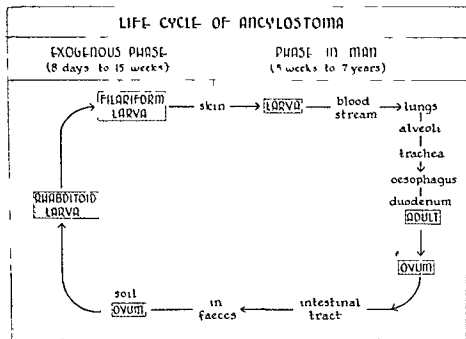 LIFE CYCLE OF ANCYLOSTOMA
EXOGENOUS PHASE
(8 days to 15 weeks)
PHASE IN MAN
(5 weeks to 7 years)
FILARIFORM
LARVA
skin
LARVA
blood
stream
lungs
alveoli
trachea
oesophagus
duodenum
ADULT
OVUM
intestinal
tract
in
faeces
soil
OVUM
RHABDITOID
LARVA